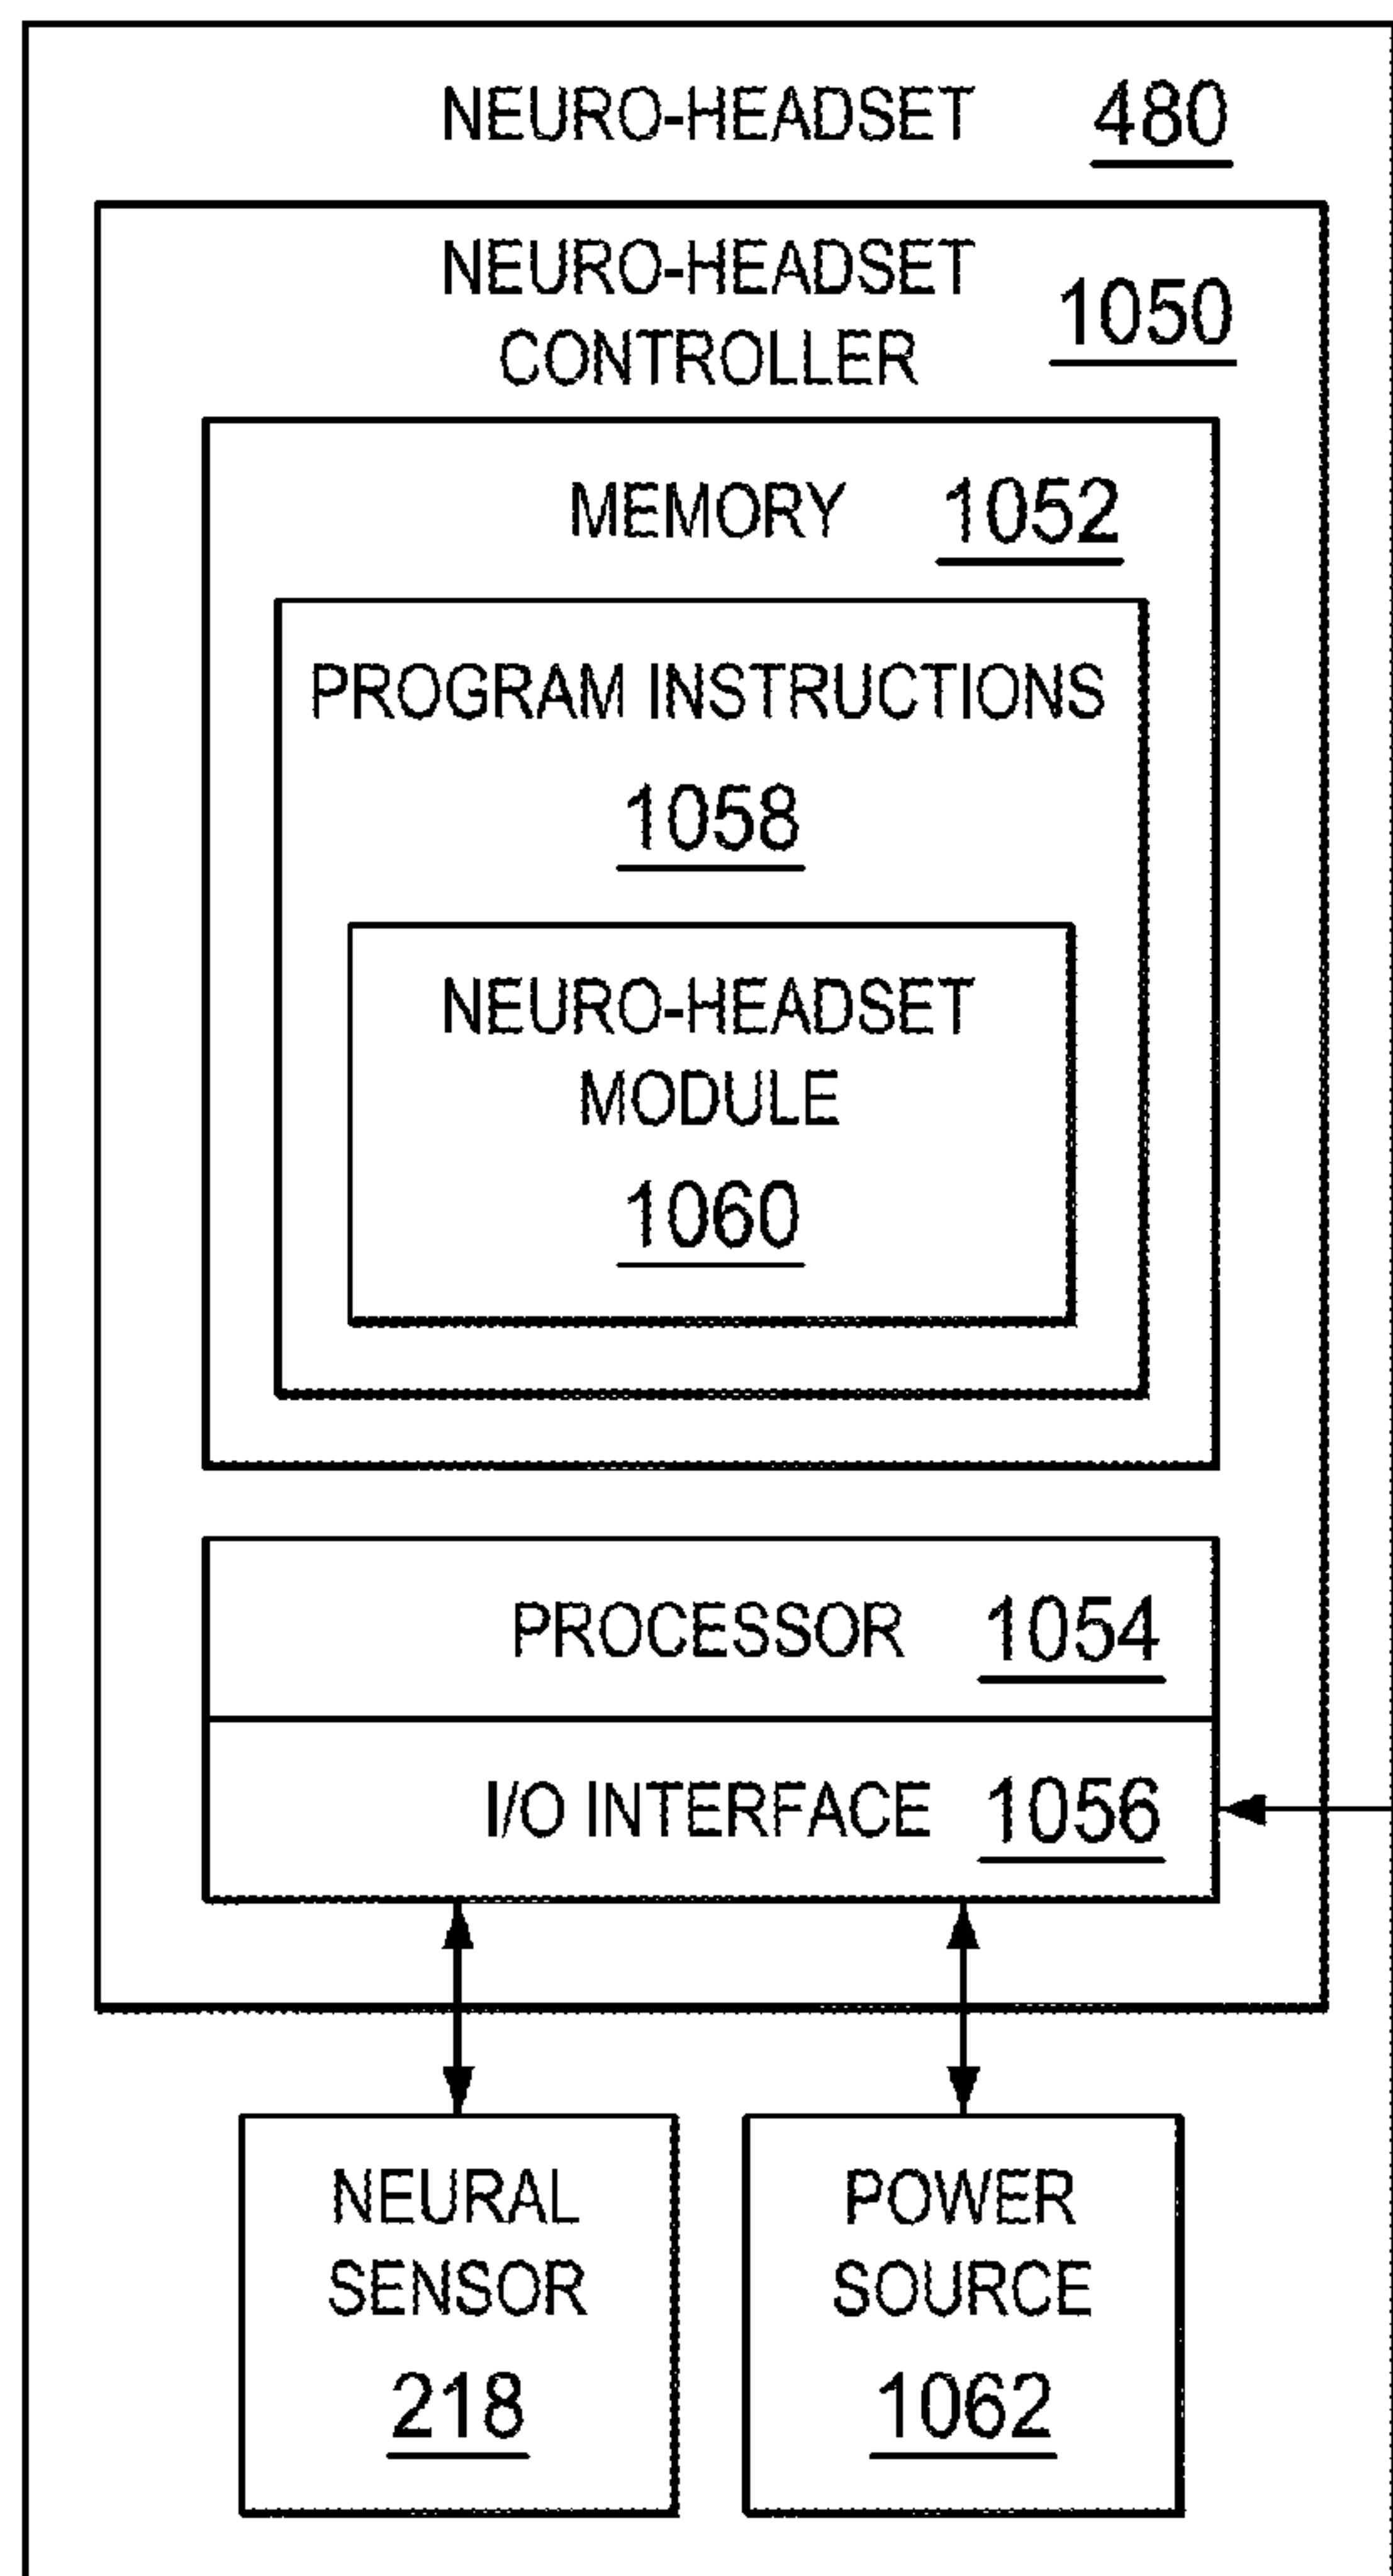 NEURO-HEADSET 480
NEURO-HEADSET
CONTROLLER 1050
MEMORY 1052
PROGRAM INSTRUCTIONS
1058
NEURO-HEADSET
MODULE
1060
PROCESSOR 1054
I/O INTERFACE 1056
NEURAL
SENSOR
218
POWER
SOURCE
1062